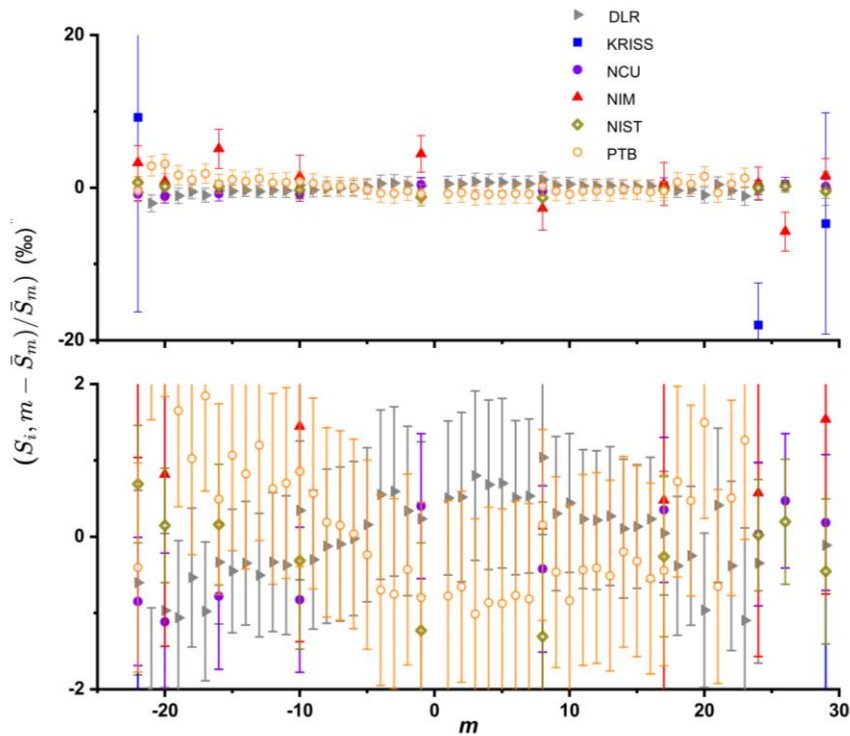 DLR
KRISS
NCU
NIM
NIST
PTB
20
0
-20
2
0
-2
-20
-10
0
10
20
30
m
(S_i, m − S̄_m)/S̄_m) (‰)¨